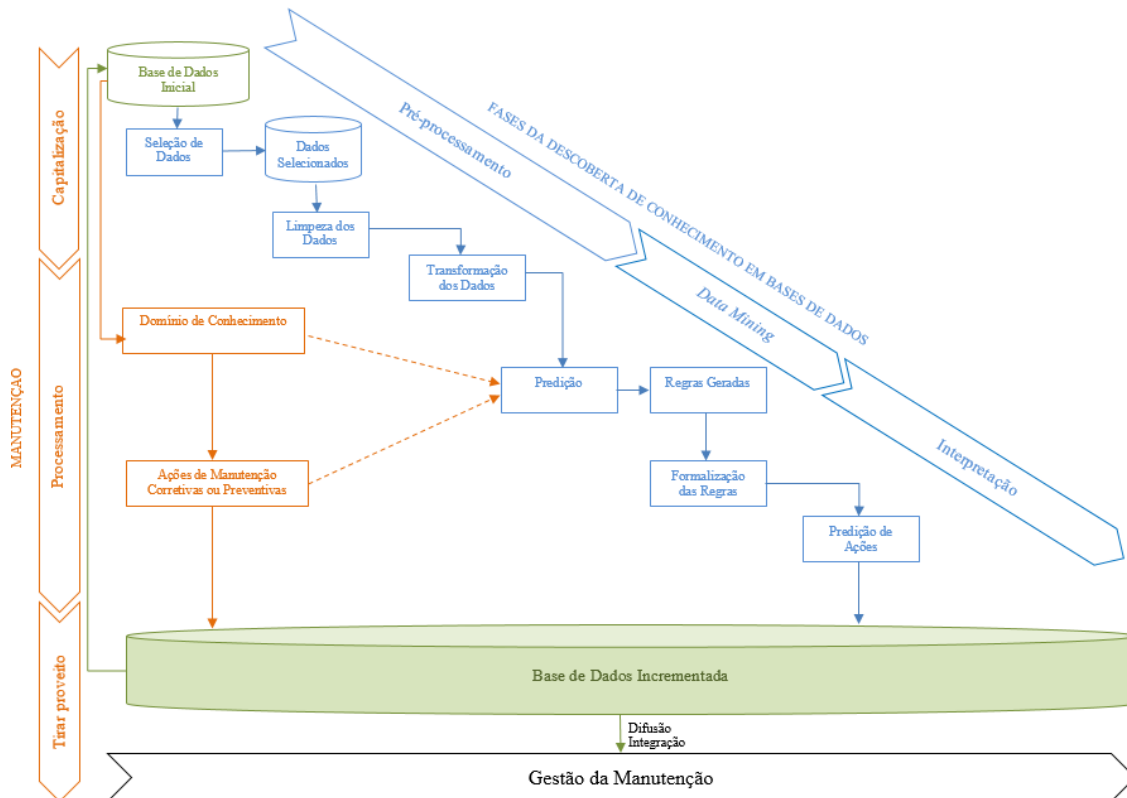 Base de Dados
Inicial
Seleção de
Dados
Dados
Selecionados
Limpeza dos
Dados
Transformação
dos Dados
Pré-processamento
FASES DA DESCOBERTA DE CONHECIMENTO EM BASES DE DADOS
Data Mining
Interpretação
MANUTENÇAO
Capitalização
Processamento
Tirar proveito
Domínio de Conhecimento
Predição
Regras Geradas
Ações de Manutenção
Corretivas ou Preventivas
Formalização
das Regras
Predição de
Ações
Base de Dados Incrementada
Difusão
Integração
Gestão da Manutenção